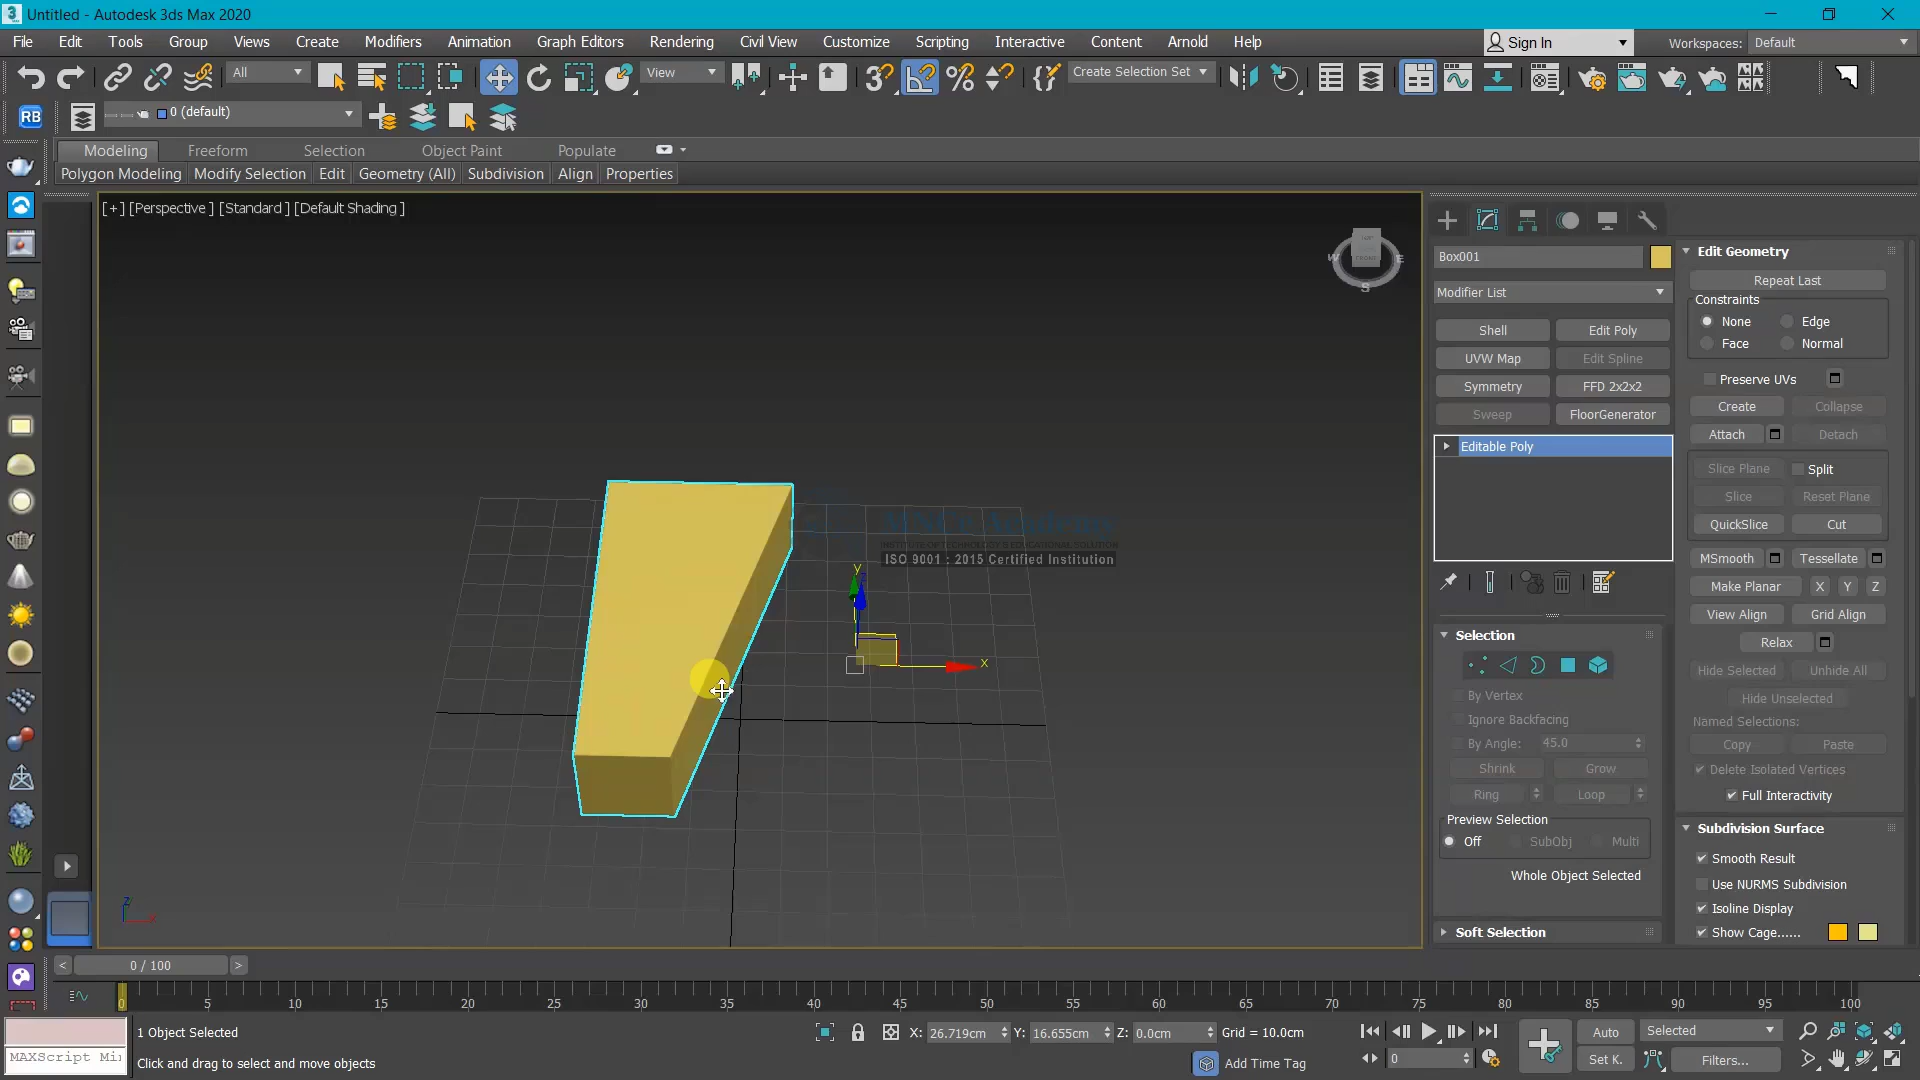 Untitled - Autodesk 3ds Max 2020
File Edit Tools Group Views Create Modifiers Animation Graph Editors Rendering Civil View Customize Scripting Interactive Content Arnold Help
Sign In
Workspaces: Default
All
View
Create Selection Set
RB
0 (default)
Modeling Freeform Selection Object Paint Populate
Polygon Modeling Modify Selection Edit Geometry (All) Subdivision Align Properties
[+] [Perspective ] [Standard ] [Default Shading ]
W E
S
MNCs Academy
ISO 9001 : 2015 Certified Institution
y
x
z
Box001
Modifier List
Shell Edit Poly
UVW Map Edit Spline
Symmetry FFD 2x2x2
Sweep FloorGenerator
Editable Poly
Selection
By Vertex
Ignore Backfacing
By Angle: 45.0
Shrink Grow
Ring Loop
Preview Selection
Off SubObj Multi
Whole Object Selected
Soft Selection
Edit Geometry
Repeat Last
Constraints
None Edge
Face Normal
Preserve UVs
Create Collapse
Attach Detach
Slice Plane Split
Slice Reset Plane
QuickSlice Cut
MSmooth Tessellate
Make Planar X Y Z
View Align Grid Align
Relax
Hide Selected Unhide All
Hide Unselected
Named Selections:
Copy Paste
Delete Isolated Vertices
Full Interactivity
Subdivision Surface
Smooth Result
Use NURMS Subdivision
Isoline Display
Show Cage......
< 0 / 100 >
0 5 10 15 20 25 30 35 40 45 50 55 60 65 70 75 80 85 90 95 100
1 Object Selected
X: 26.719cm Y: 16.655cm Z: 0.0cm Grid = 10.0cm
Auto Selected
MAXScript Mi
Click and drag to select and move objects
Add Time Tag
0
Set K. Filters...